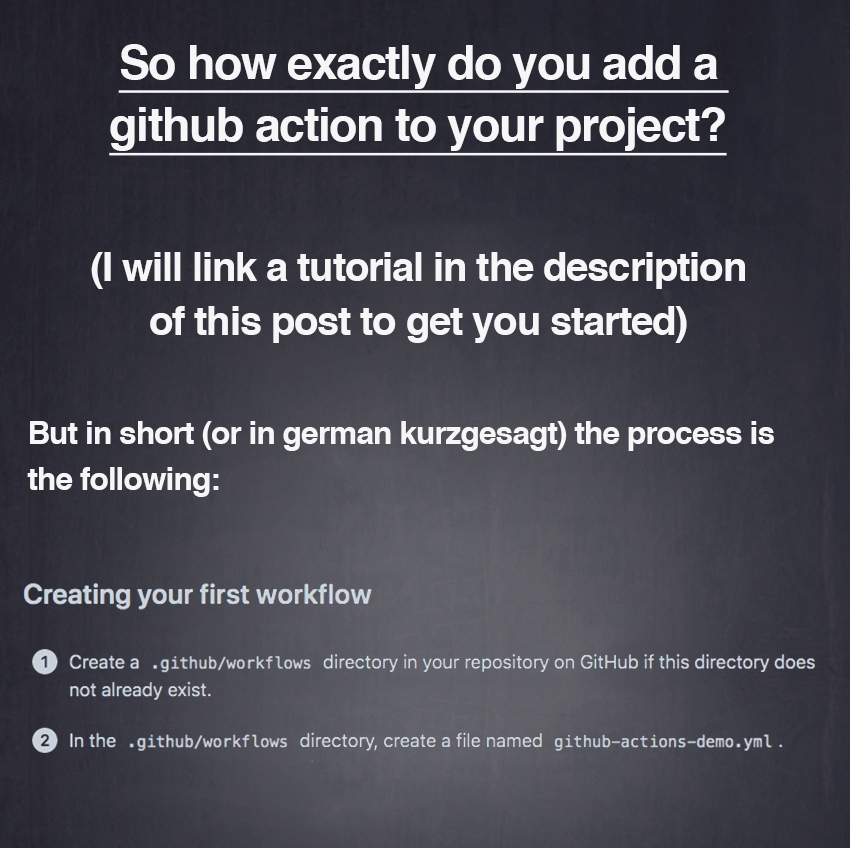 So how exactly do you add a
github action to your project?
(I will link a tutorial in the description
of this post to get you started)
But in short (or in german kurzgesagt) the process is
the following:
Creating your first workflow
1 Create a .github/workflows directory in your repository on GitHub if this directory does
not already exist.
2 In the .github/workflows directory, create a file named github-actions-demo.yml .